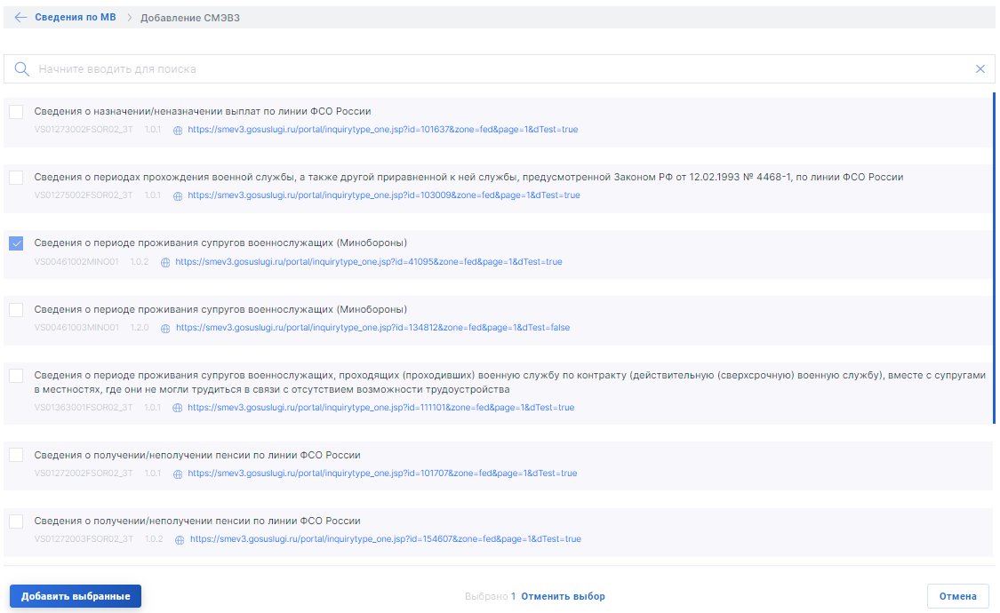 Сведения по МВ
Добавление СМЭВ3
Начните вводить для поиска
Сведения о назначении/неназначении выплат по линии ФСО России
VS01273002FSOR02_3T 1.0.1 https://smev3.gosuslugi.ru/portal/inquirytype_one.jsp?id=101637&zone=fed&page=1&dTest=true
Сведения о периодах прохождения военной службы, а также другой приравненной к ней службы, предусмотренной Законом РФ от 12.02.1993 № 4468-1, по линии ФСО России
VS01275002FSOR02_3T 1.0.1 https://smev3.gosuslugi.ru/portal/inquirytype_one.jsp?id=103009&zone=fed&page=1&dTest=true
Сведения о периоде проживания супругов военнослужащих (Минобороны)
VS00461002MINO01 1.0.2 https://smev3.gosuslugi.ru/portal/inquirytype_one.jsp?id=41095&zone=fed&page=1&dTest=true
Сведения о периоде проживания супругов военнослужащих (Минобороны)
VS00461003MINO01 1.2.0 https://smev3.gosuslugi.ru/portal/inquirytype_one.jsp?id=134812&zone=fed&page=1&dTest=false
Сведения о периоде проживания супругов военнослужащих, проходящих (проходивших) военную службу по контракту (действительную (сверхсрочную) военную службу), вместе с супругами
в местностях, где они не могли трудиться в связи с отсутствием возможности трудоустройства
VS01363001FSOR02_3T 1.0.1 https://smev3.gosuslugi.ru/portal/inquirytype_one.jsp?id=111101&zone=fed&page=1&dTest=true
Сведения о получении/неполучении пенсии по линии ФСО России
VS01272002FSOR02_3T 1.0.1 https://smev3.gosuslugi.ru/portal/inquirytype_one.jsp?id=101707&zone=fed&page=1&dTest=true
Сведения о получении/неполучении пенсии по линии ФСО России
VS01272003FSOR02_3T 1.0.2 https://smev3.gosuslugi.ru/portal/inquirytype_one.jsp?id=154607&zone=fed&page=1&dTest=true
Добавить выбранные
Выбрано 1 Отменить выбор
Отмена